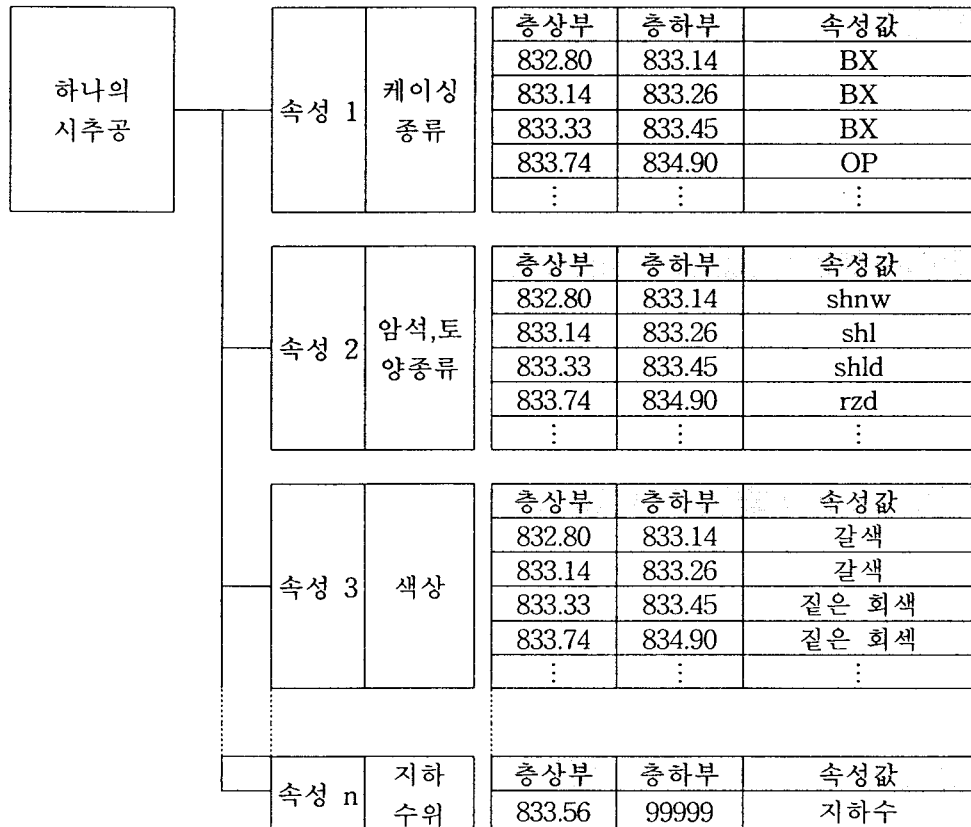 하나의
시추공
속성 1
케이싱
종류
층상부 층하부 속성값
832.80 833.14 BX
833.14 833.26 BX
833.33 833.45 BX
833.74 834.90 OP
⋮ ⋮ ⋮
속성 2
암석,토
양종류
층상부 층하부 속성값
832.80 833.14 shnw
833.14 833.26 shl
833.33 833.45 shld
833.74 834.90 rzd
⋮ ⋮ ⋮
속성 3
색상
층상부 층하부 속성값
832.80 833.14 갈색
833.14 833.26 갈색
833.33 833.45 짙은 회색
833.74 834.90 짙은 회섹
⋮ ⋮ ⋮
속성 n
지하
수위
층상부 층하부 속성값
833.56 99999 지하수